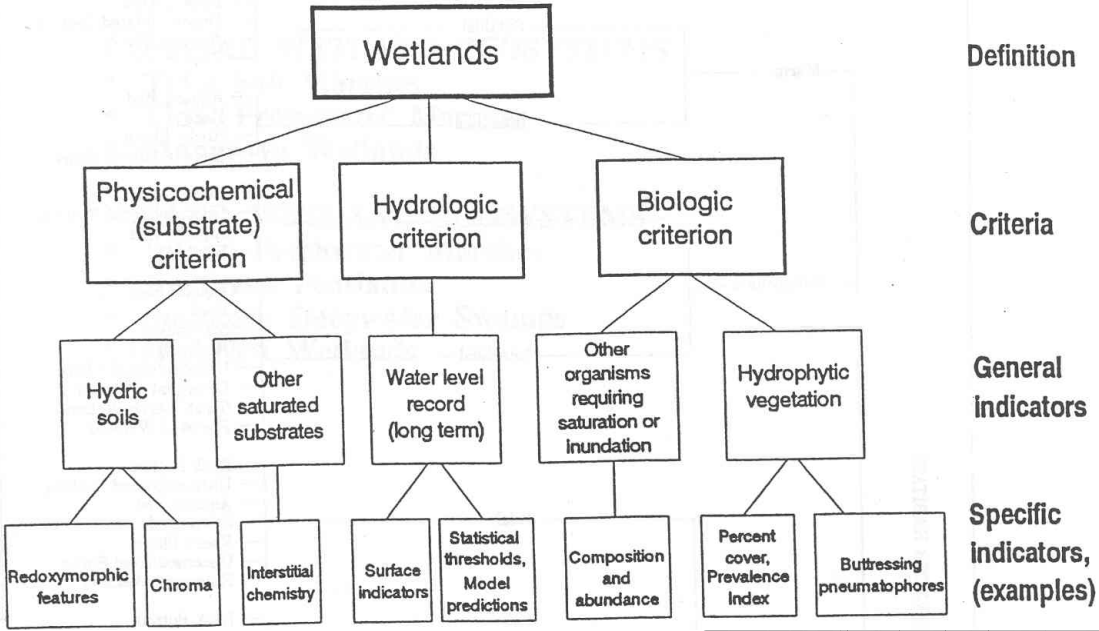 Wetlands
Definition
Physicochemical
(substrate)
criterion
Hydrologic
criterion
Biologic
criterion
Criteria
Hydric
soils
Other
saturated
substrates
Water level
record
(long term)
Other
organisms
requiring
saturation or
inundation
Hydrophytic
vegetation
General
indicators
Redoxymorphic
features
Chroma
Interstitial
chemistry
Surface
indicators
Statistical
thresholds,
Model
predictions
Composition
and
abundance
Percent
cover,
Prevalence
Index
Buttressing
pneumatophores
Specific
indicators,
(examples)